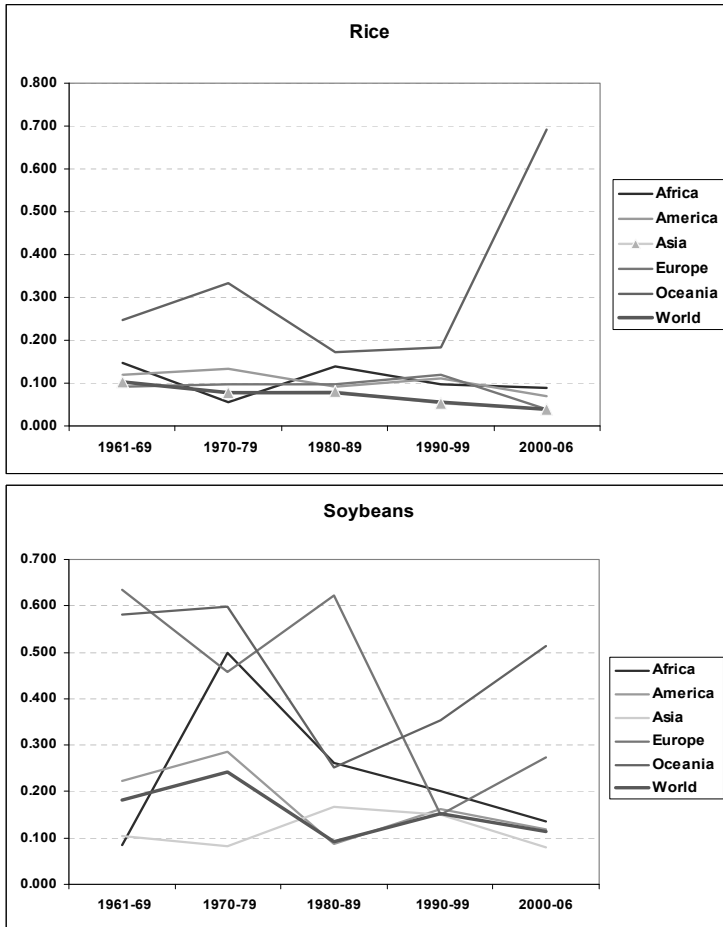 Rice
0.800
0.700
0.600
0.500
0.400
0.300
0.200
0.100
0.000
1961-69 1970-79 1980-89 1990-99 2000-06
Africa
America
Asia
Europe
Oceania
World
Soybeans
0.700
0.600
0.500
0.400
0.300
0.200
0.100
0.000
1961-69 1970-79 1980-89 1990-99 2000-06
Africa
America
Asia
Europe
Oceania
World